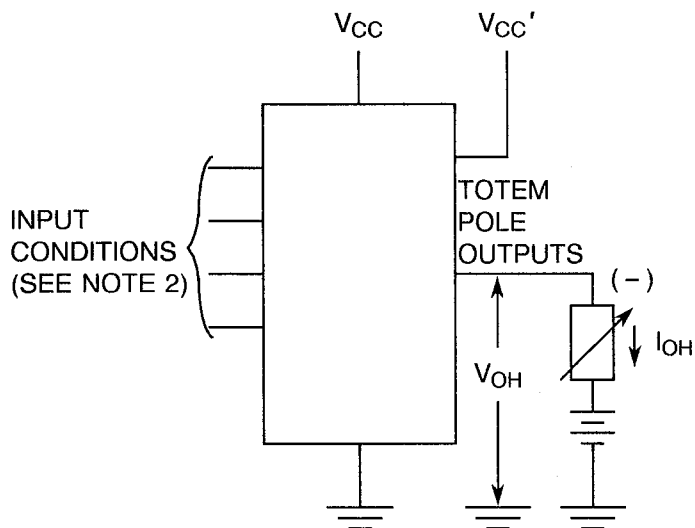 VCC
VCC'
INPUT
CONDITIONS
(SEE NOTE 2)
TOTEM
POLE
OUTPUTS
(-)
IOH
VOH